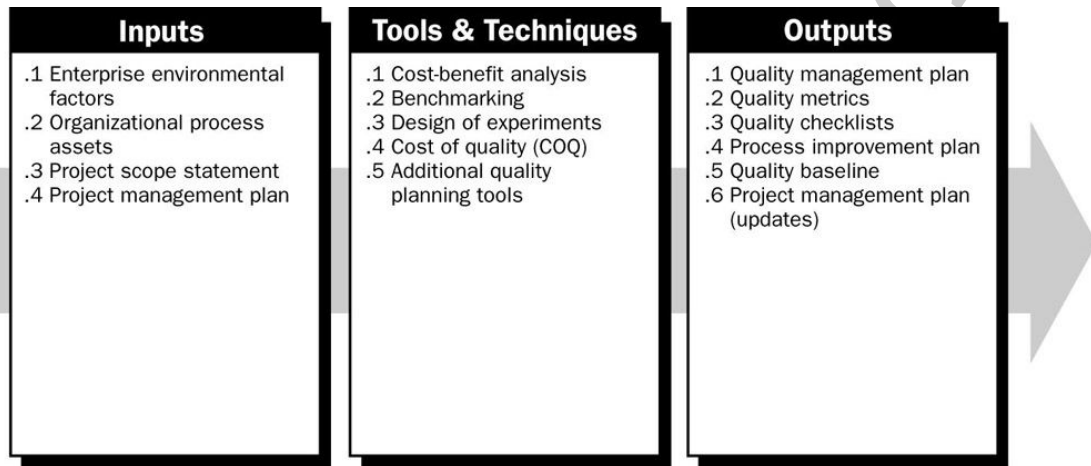 Inputs
.1 Enterprise environmental
factors
.2 Organizational process
assets
.3 Project scope statement
.4 Project management plan
Tools & Techniques
.1 Cost-benefit analysis
.2 Benchmarking
.3 Design of experiments
.4 Cost of quality (COQ)
.5 Additional quality
planning tools
Outputs
.1 Quality management plan
.2 Quality metrics
.3 Quality checklists
.4 Process improvement plan
.5 Quality baseline
.6 Project management plan
(updates)